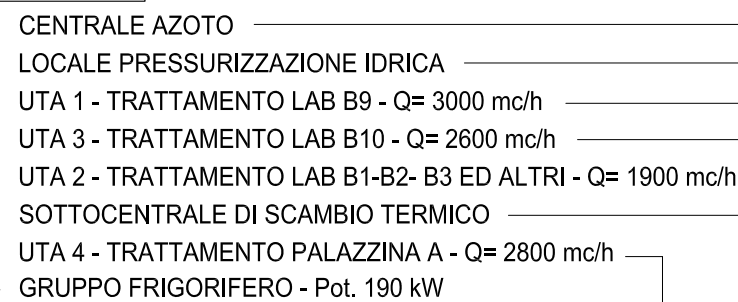 CENTRALE AZOTO
LOCALE PRESSURIZZAZIONE IDRICA
UTA 1 - TRATTAMENTO LAB B9 - Q= 3000 mc/h
UTA 3 - TRATTAMENTO LAB B10 - Q= 2600 mc/h
UTA 2 - TRATTAMENTO LAB B1-B2- B3 ED ALTRI - Q= 1900 mc/h
SOTTOCENTRALE DI SCAMBIO TERMICO
UTA 4 - TRATTAMENTO PALAZZINA A - Q= 2800 mc/h
GRUPPO FRIGORIFERO - Pot. 190 kW